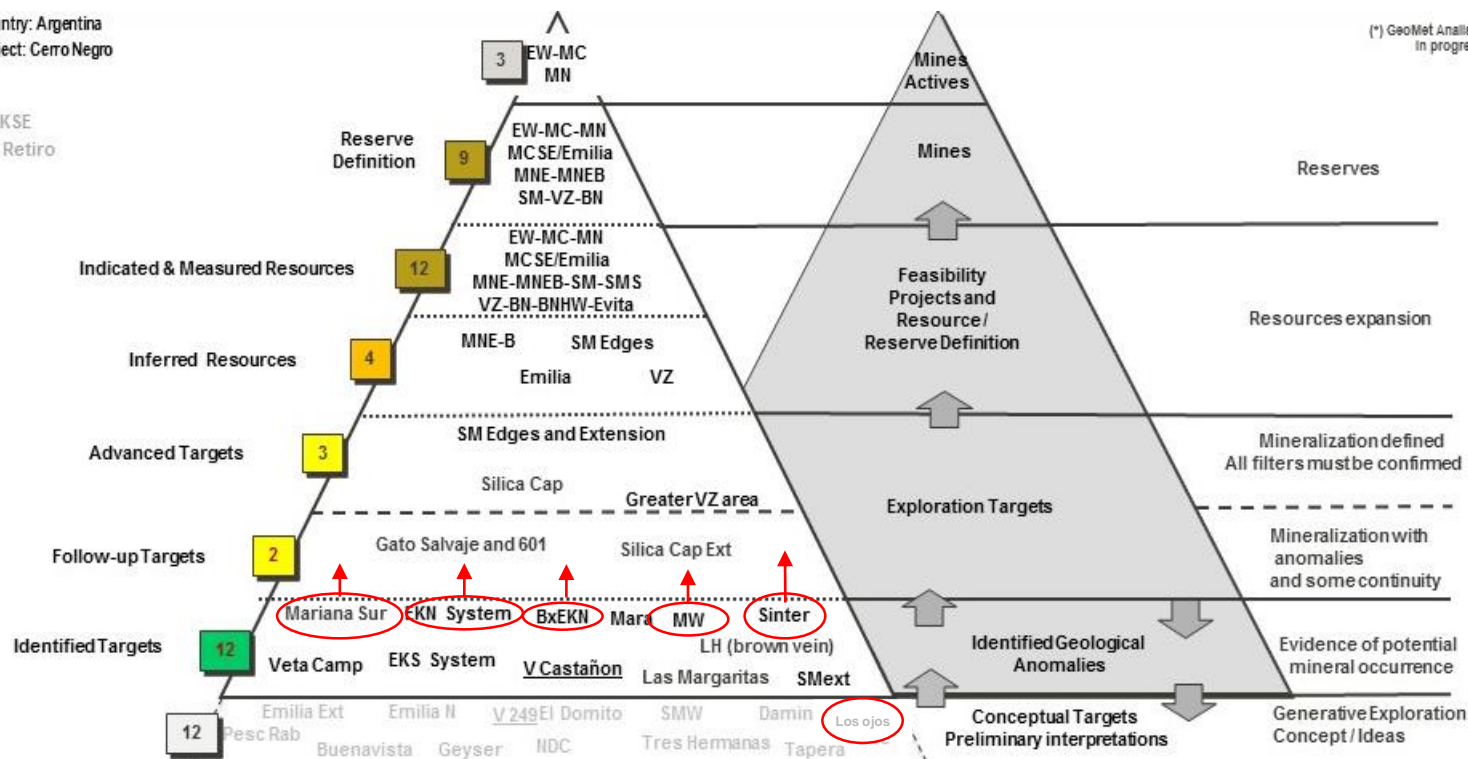 ntry: Argentina
ject: Cerro Negro
(*) GeoMet Anali
In progre
KSE
Retiro
3
EW-MC
MN
Mines
Actives
Reserve
Definition
9
EW-MC-MN
MCSE/Emilia
MNE-MNEB
SM-VZ-BN
Mines
Reserves
Indicated & Measured Resources
12
EW-MC-MN
MCSE/Emilia
MNE-MNEB-SM-SMS
VZ-BN-BNHW-Evita
Feasibility
Projects and
Resource /
Reserve Definition
Resources expansion
Inferred Resources
4
MNE-B
SM Edges
Emilia
VZ
Advanced Targets
3
SM Edges and Extension
Silica Cap
Greater VZ area
Exploration Targets
Mineralization defined
All filters must be confirmed
Follow-up Targets
2
Gato Salvaje and 601
Silica Cap Ext
Mineralization with
anomalies
and some continuity
Identified Targets
12
Mariana Sur
EKN System
BxEKN
Mara
MW
Sinter
LH (brown vein)
Veta Camp
EKS System
V Castañon
Las Margaritas
SMext
Identified Geological
Anomalies
Evidence of potential
mineral occurrence
12
Emilia Ext
Emilia N
V 249
El Domito
SMW
Damin
Los ojos
Pesc Rab
Buenavista
Geyser
NDC
Tres Hermanas
Tapera
Conceptual Targets
Preliminary interpretations
Generative Exploration
Concept / Ideas